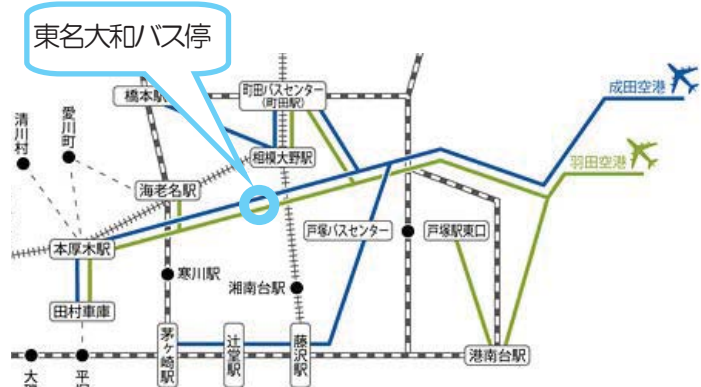 東名大和バス停
橋本駅
町田バスセンター
(町田駅)
成田空港
清川村
愛川町
相模大野駅
羽田空港
海老名駅
戸塚バスセンター
戸塚駅東口
本厚木駅
寒川駅
湘南台駅
田村車庫
茅ヶ崎駅
辻堂駅
藤沢駅
港南台駅